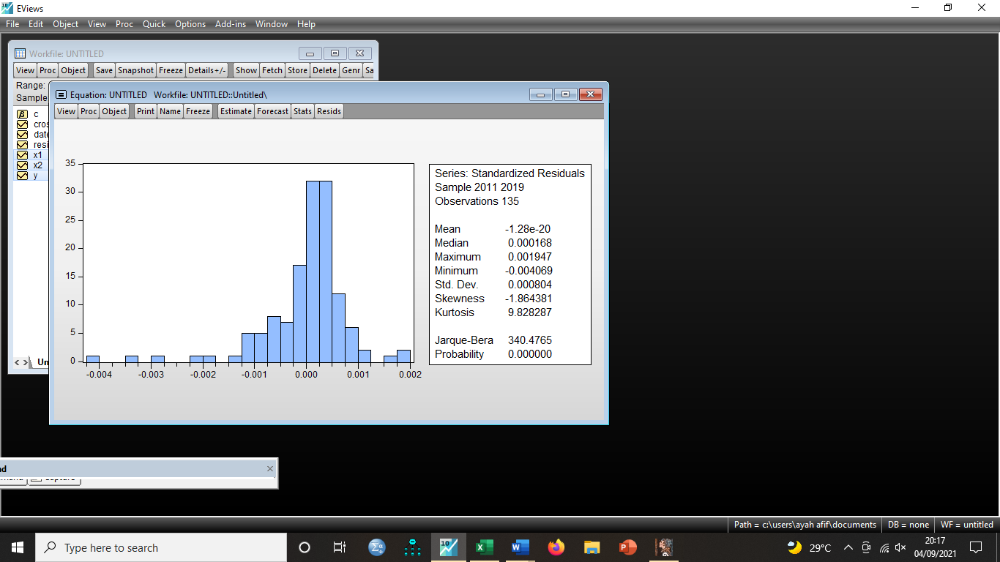 EViews
File Edit Object View Proc Quick Options Add-ins Window Help
Workfile: UNTITLED
View Proc Object Save Snapshot Freeze Details+/- Show Fetch Store Delete Genr Sa
Range:
Sample
Equation: UNTITLED Workfile: UNTITLED::Untitled\
View Proc Object Print Name Freeze Estimate Forecast Stats Resids
c
cros
date
resi
x1
x2
y
Un
35
30
25
20
15
10
5
0
-0.004 -0.003 -0.002 -0.001 0.000 0.001 0.002
Series: Standardized Residuals
Sample 2011 2019
Observations 135
Mean -1.28e-20
Median 0.000168
Maximum 0.001947
Minimum -0.004069
Std. Dev. 0.000804
Skewness -1.864381
Kurtosis 9.828287
Jarque-Bera 340.4765
Probability 0.000000
nd
Path = c:\users\ayah afif\documents DB = none WF = untitled
Type here to search
10
29°C
20:17
04/09/2021